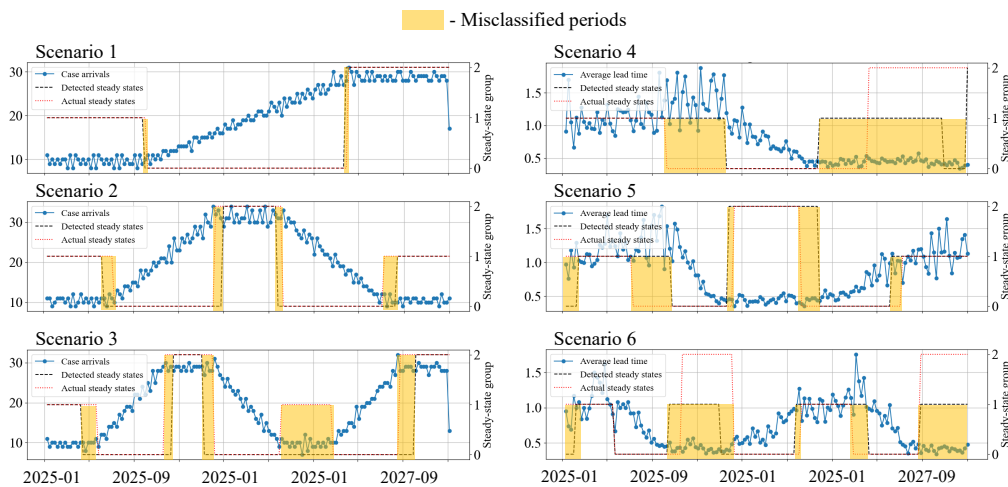 - Misclassified periods
Scenario 1
30
20
10
Case arrivals
Detected steady states
Actual steady states
2
1
0
Steady-state group
Scenario 2
30
20
10
Case arrivals
Detected steady states
Actual steady states
2
1
0
Steady-state group
Scenario 3
30
20
10
Case arrivals
Detected steady states
Actual steady states
2
1
0
Steady-state group
2025-01 2025-09 2025-01 2025-01 2027-09
Scenario 4
1.5
1.0
0.5
Average lead time
Detected steady states
Actual steady states
2
1
0
Steady-state group
Scenario 5
1.5
1.0
0.5
Average lead time
Detected steady states
Actual steady states
2
1
0
Steady-state group
Scenario 6
1.5
1.0
0.5
Average lead time
Detected steady states
Actual steady states
2
1
0
Steady-state group
2025-01 2025-09 2025-01 2025-01 2027-09